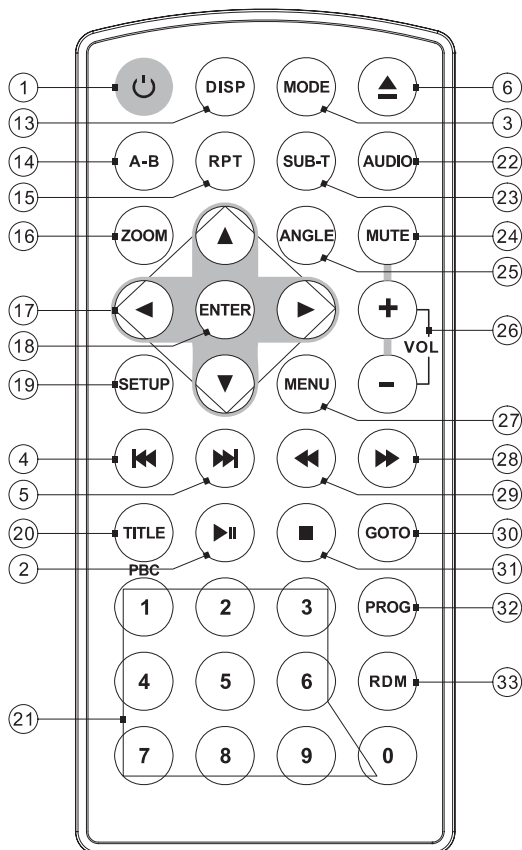 1 DISP MODE 6
13 3
14 A-B RPT SUB-T AUDIO 22
15 23
16 ZOOM ANGLE MUTE 24
25
17 + 26
18 ENTER VOL
19 SETUP MENU -
27
4 28
5 29
20 TITLE GOTO 30
2 PBC 31
1 2 3 PROG 32
4 5 6 RDM 33
21
7 8 9 0